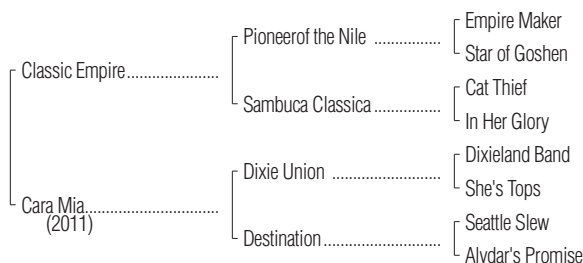 Empire Maker
Pioneerof the Nile ................
Star of Goshen
Classic Empire......................
Cat Thief
Sambuca Classica................
In Her Glory
Dixieland Band
Dixie Union ..........................
She's Tops
Cara Mia................................
(2011)
Seattle Slew
Destination............................
Alydar's Promise